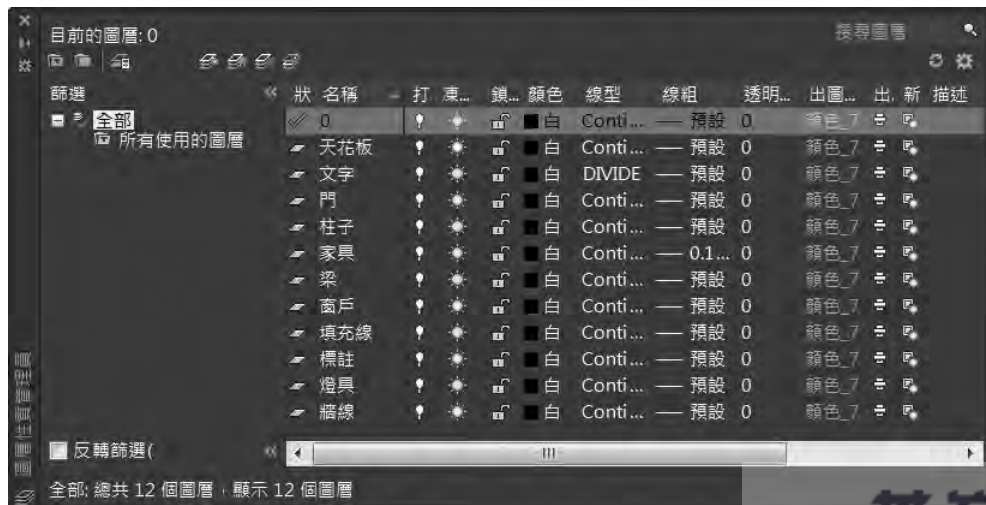 目前的圖層: 0
搜尋圖層
篩選
狀 名稱 打 凍... 鎖... 顏色 線型 線組 透明... 出圖... 出. 新 描述
全部
所有使用的圖層
0 白 Conti... 預設 0 顏色_7
天花板 白 Conti... 預設 0 顏色_7
文字 白 DIVIDE 預設 0 顏色_7
門 白 Conti... 預設 0 顏色_7
柱子 白 Conti... 預設 0 顏色_7
家具 白 Conti... 0.1... 0 顏色_7
梁 白 Conti... 預設 0 顏色_7
窗戶 白 Conti... 預設 0 顏色_7
填充線 白 Conti... 預設 0 顏色_7
標註 白 Conti... 預設 0 顏色_7
燈具 白 Conti... 預設 0 顏色_7
牆線 白 Conti... 預設 0 顏色_7
反轉篩選(
全部: 總共 12 個圖層，顯示 12 個圖層
圖層性質管理員